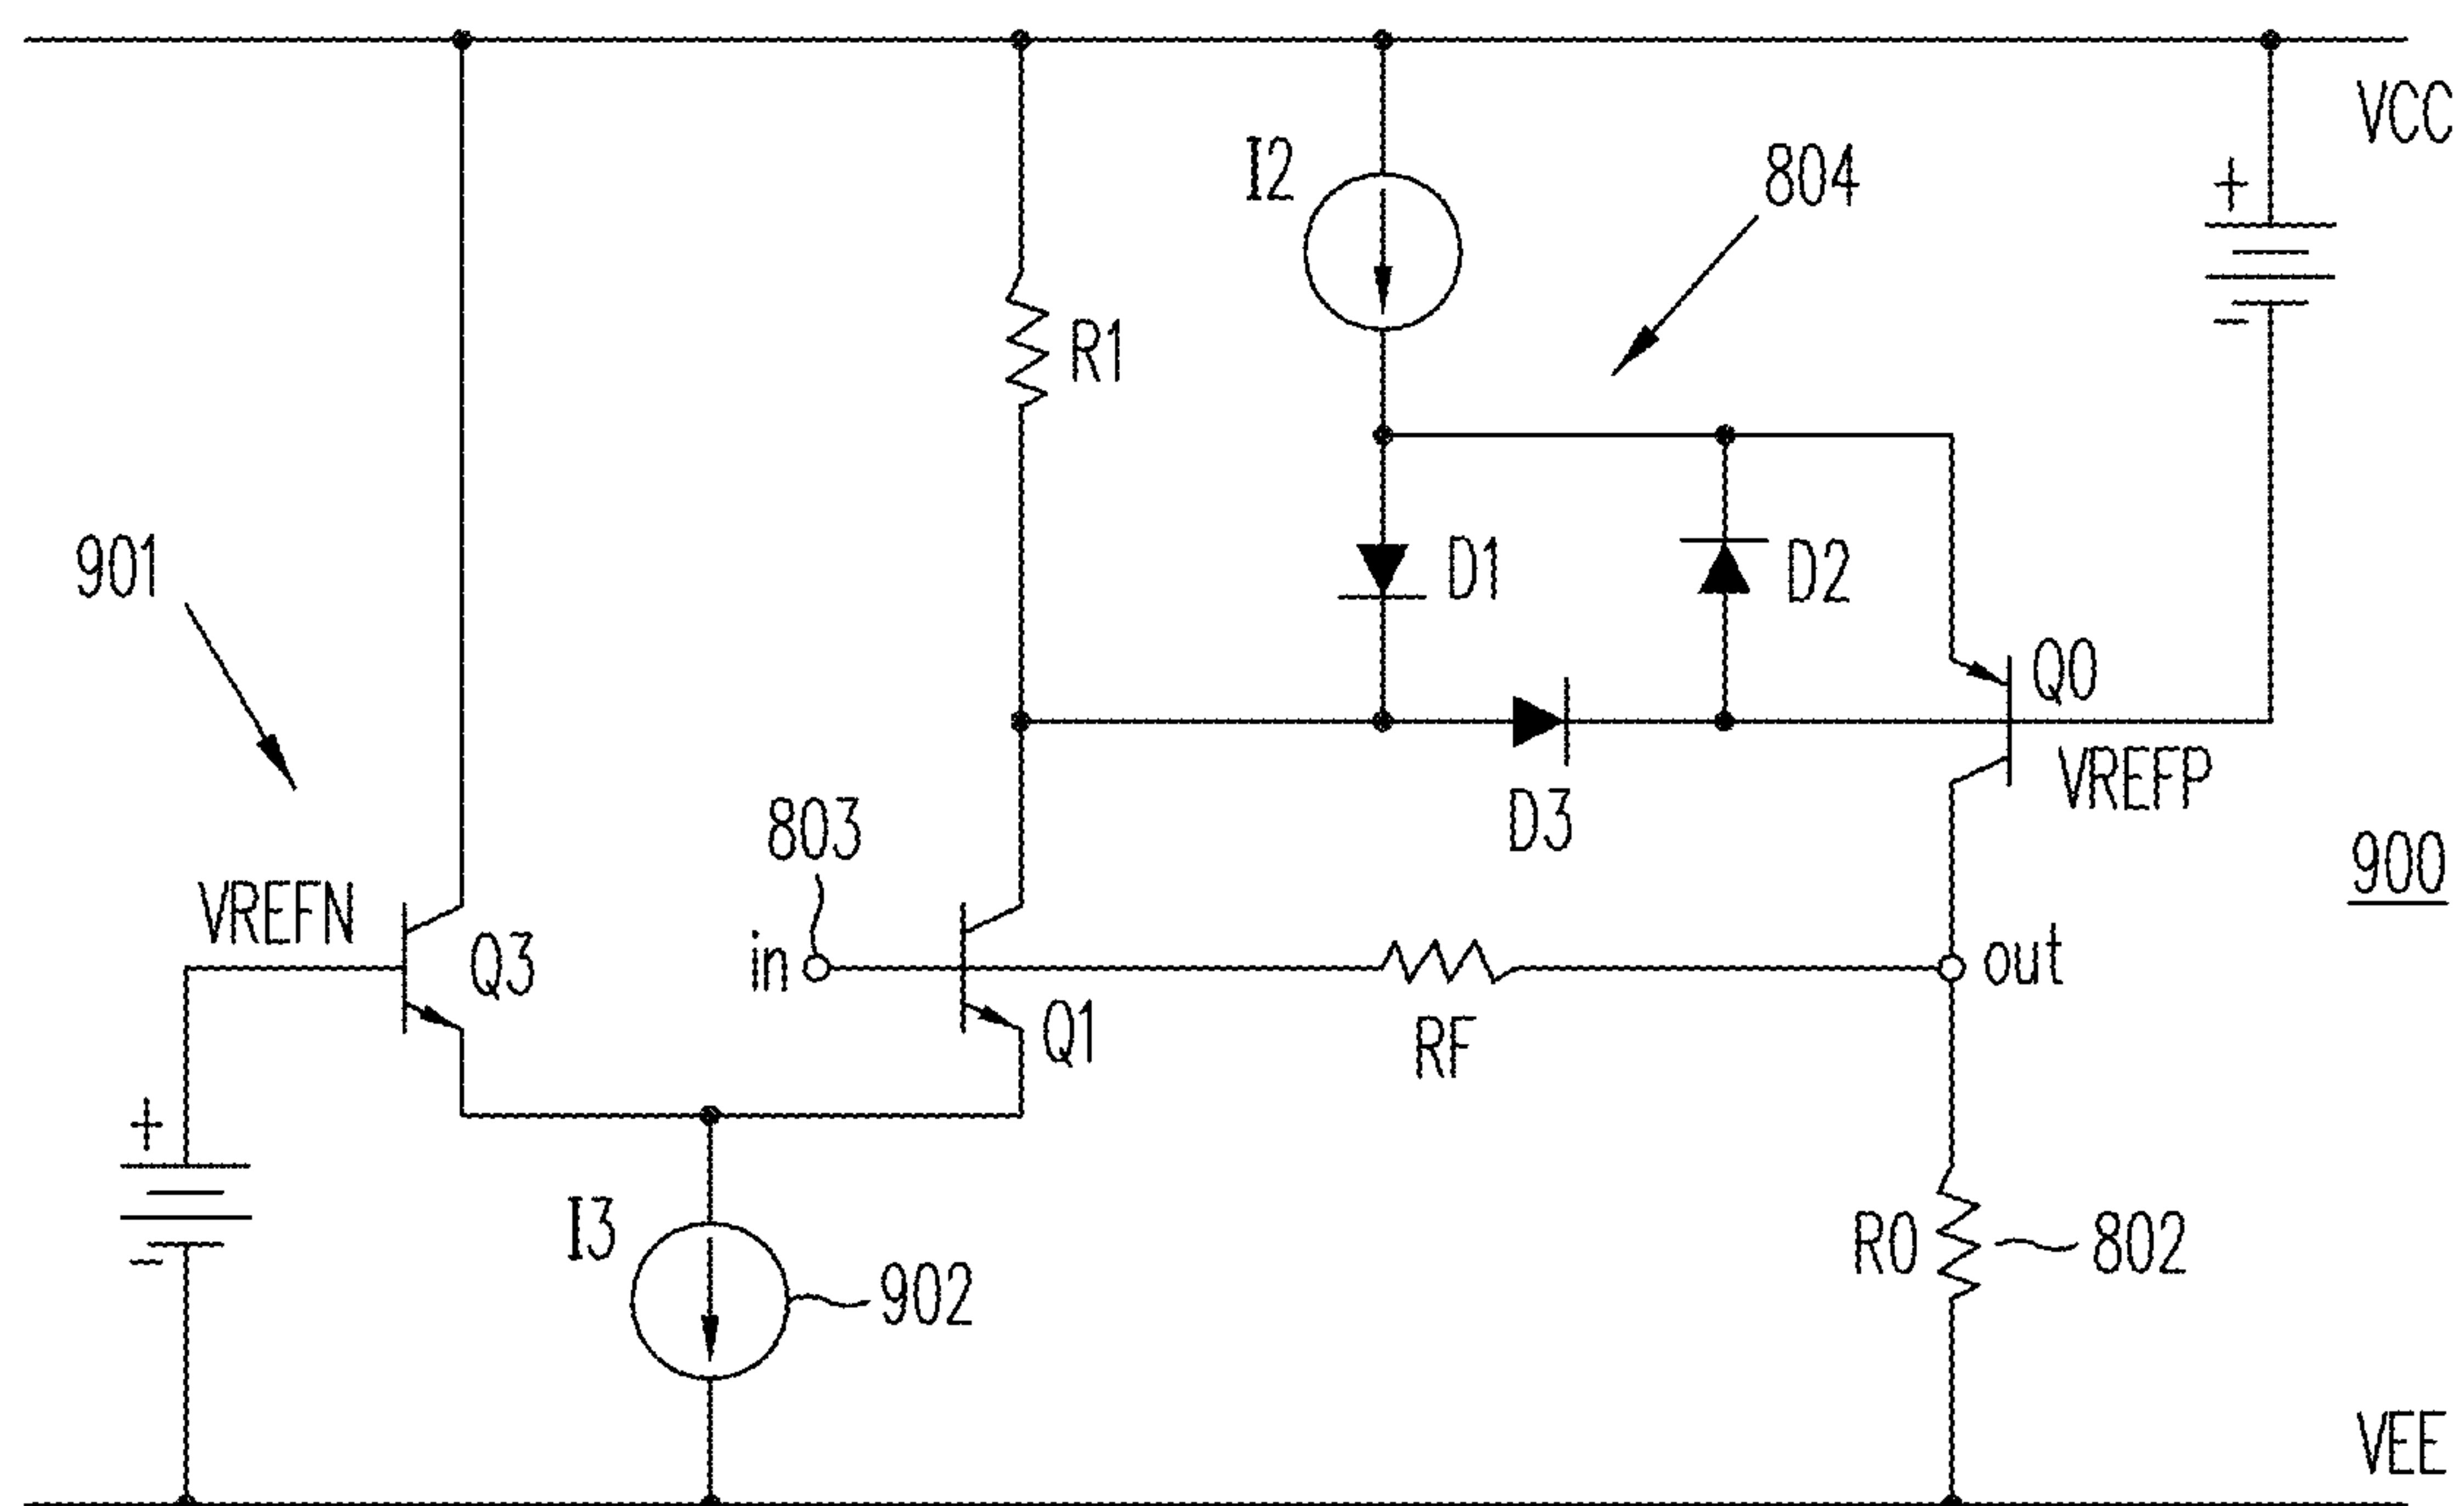 VCC
I2
804
+
R1
-
901
D1
D2
Q0
VREFP
803
D3
900
VREFN
Q3
in
out
Q1
RF
+
I3
R0
802
-
902
VEE